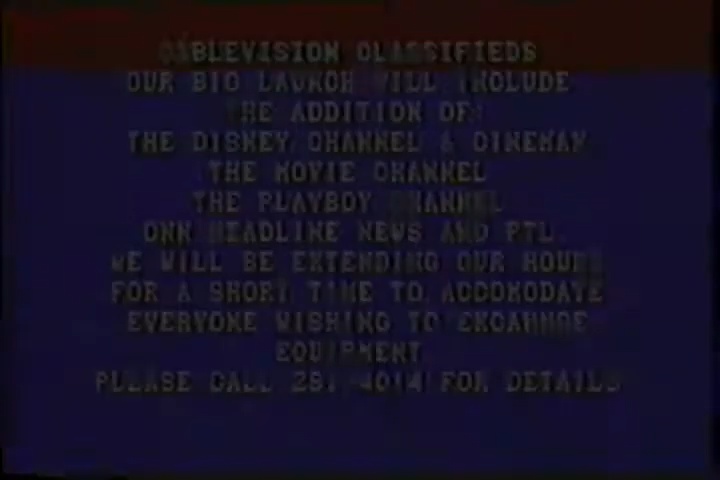 CABLEVISION CLASSIFIEDS
OUR BIG LAUNCH WILL INCLUDE
THE ADDITION OF:
THE DISNEY CHANNEL & CINEMAX
THE MOVIE CHANNEL
THE PLAYBOY CHANNEL
CNN HEADLINE NEWS AND PTL.
WE WILL BE EXTENDING OUR HOURS
FOR A SHORT TIME TO ACCOMODATE
EVERYONE WISHING TO EXCAHNGE
EQUIPMENT
PLEASE CALL FOR DETAILS